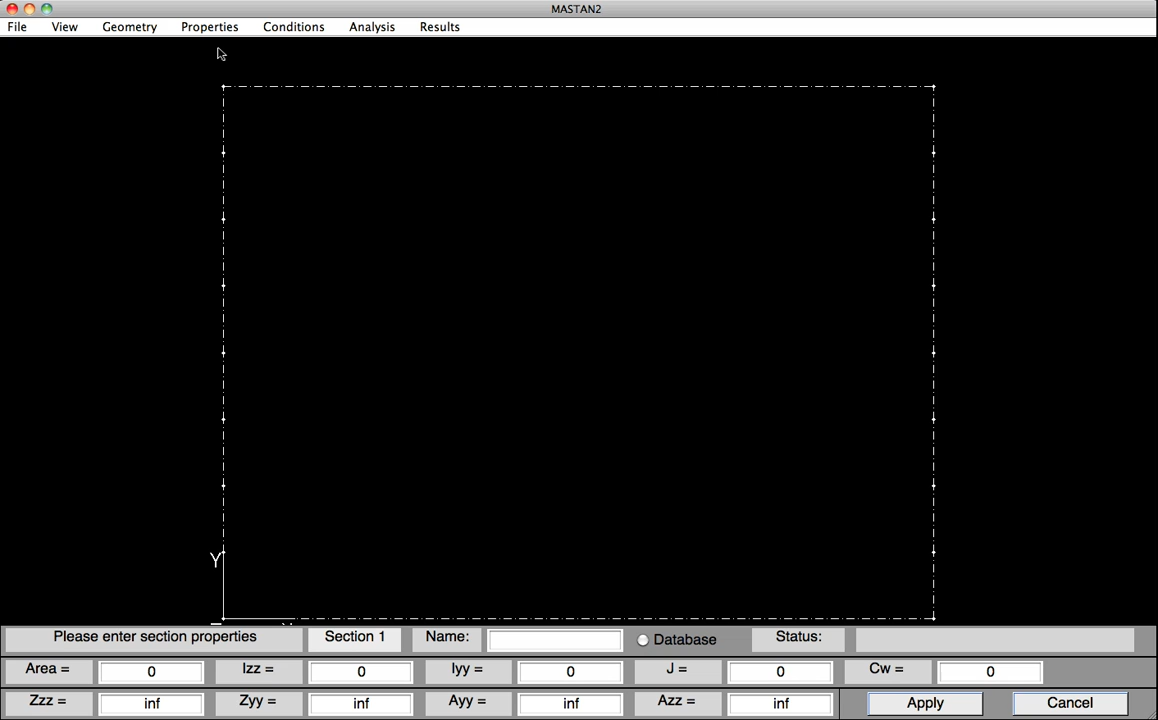 MASTAN2
File View Geometry Properties Conditions Analysis Results
Y
Please enter section properties Section 1 Name: Database Status:
Area = 0 Izz = 0 Iyy = 0 J = 0 Cw = 0
Zzz = inf Zyy = inf Ayy = inf Azz = inf Apply Cancel